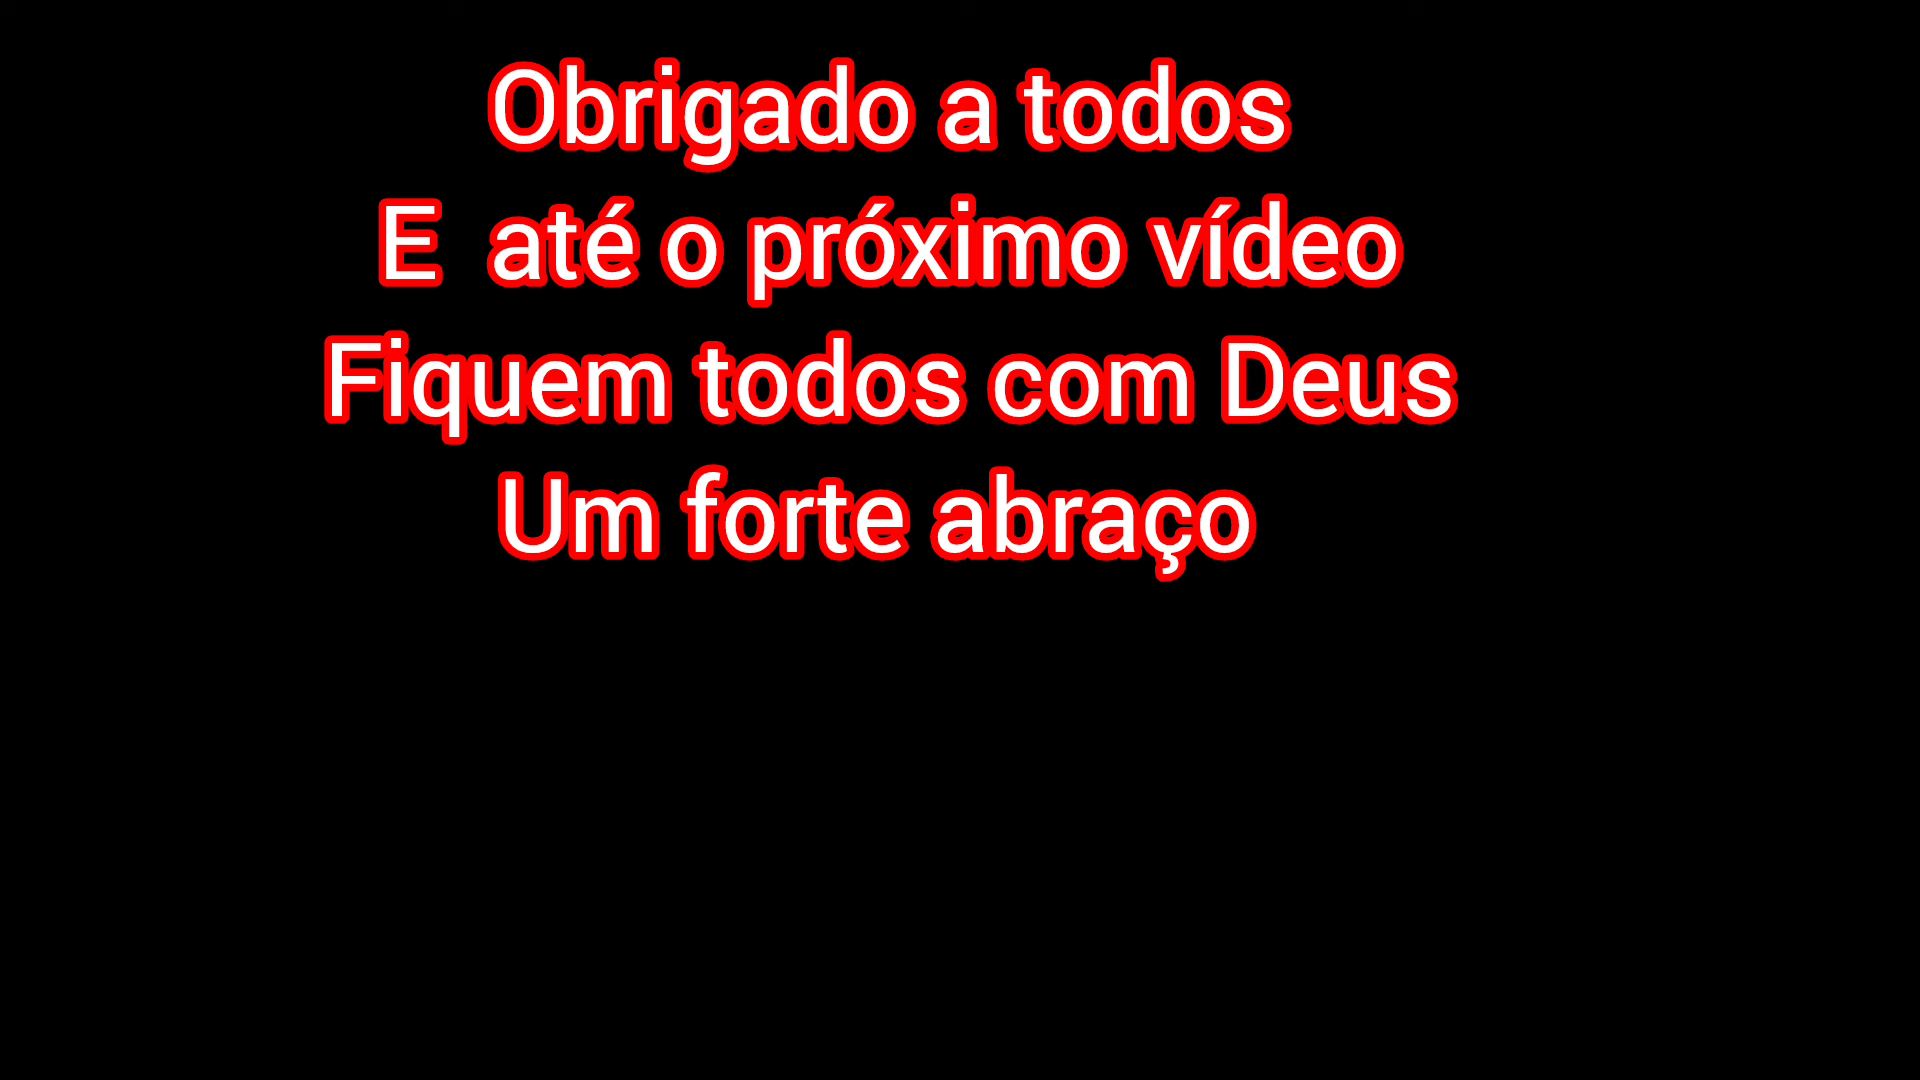 Obrigado a todos
E  até o próximo vídeo
Fiquem todos com Deus
Um forte abraço